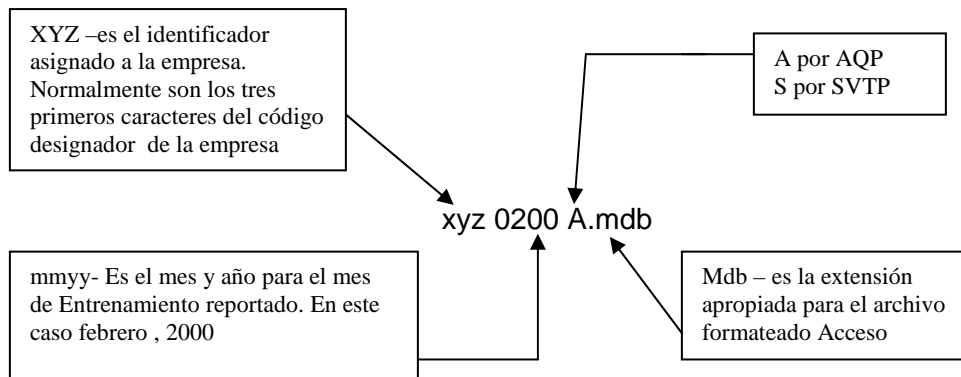 XYZ –es el identificador
asignado a la empresa.
Normalmente son los tres
primeros caracteres del código
designador de la empresa
A por AQP
S por SVTP
xyz 0200 A.mdb
mmyy- Es el mes y año para el mes
de Entrenamiento reportado. En este
caso febrero , 2000
Mdb – es la extensión
apropiada para el archivo
formateado Acceso